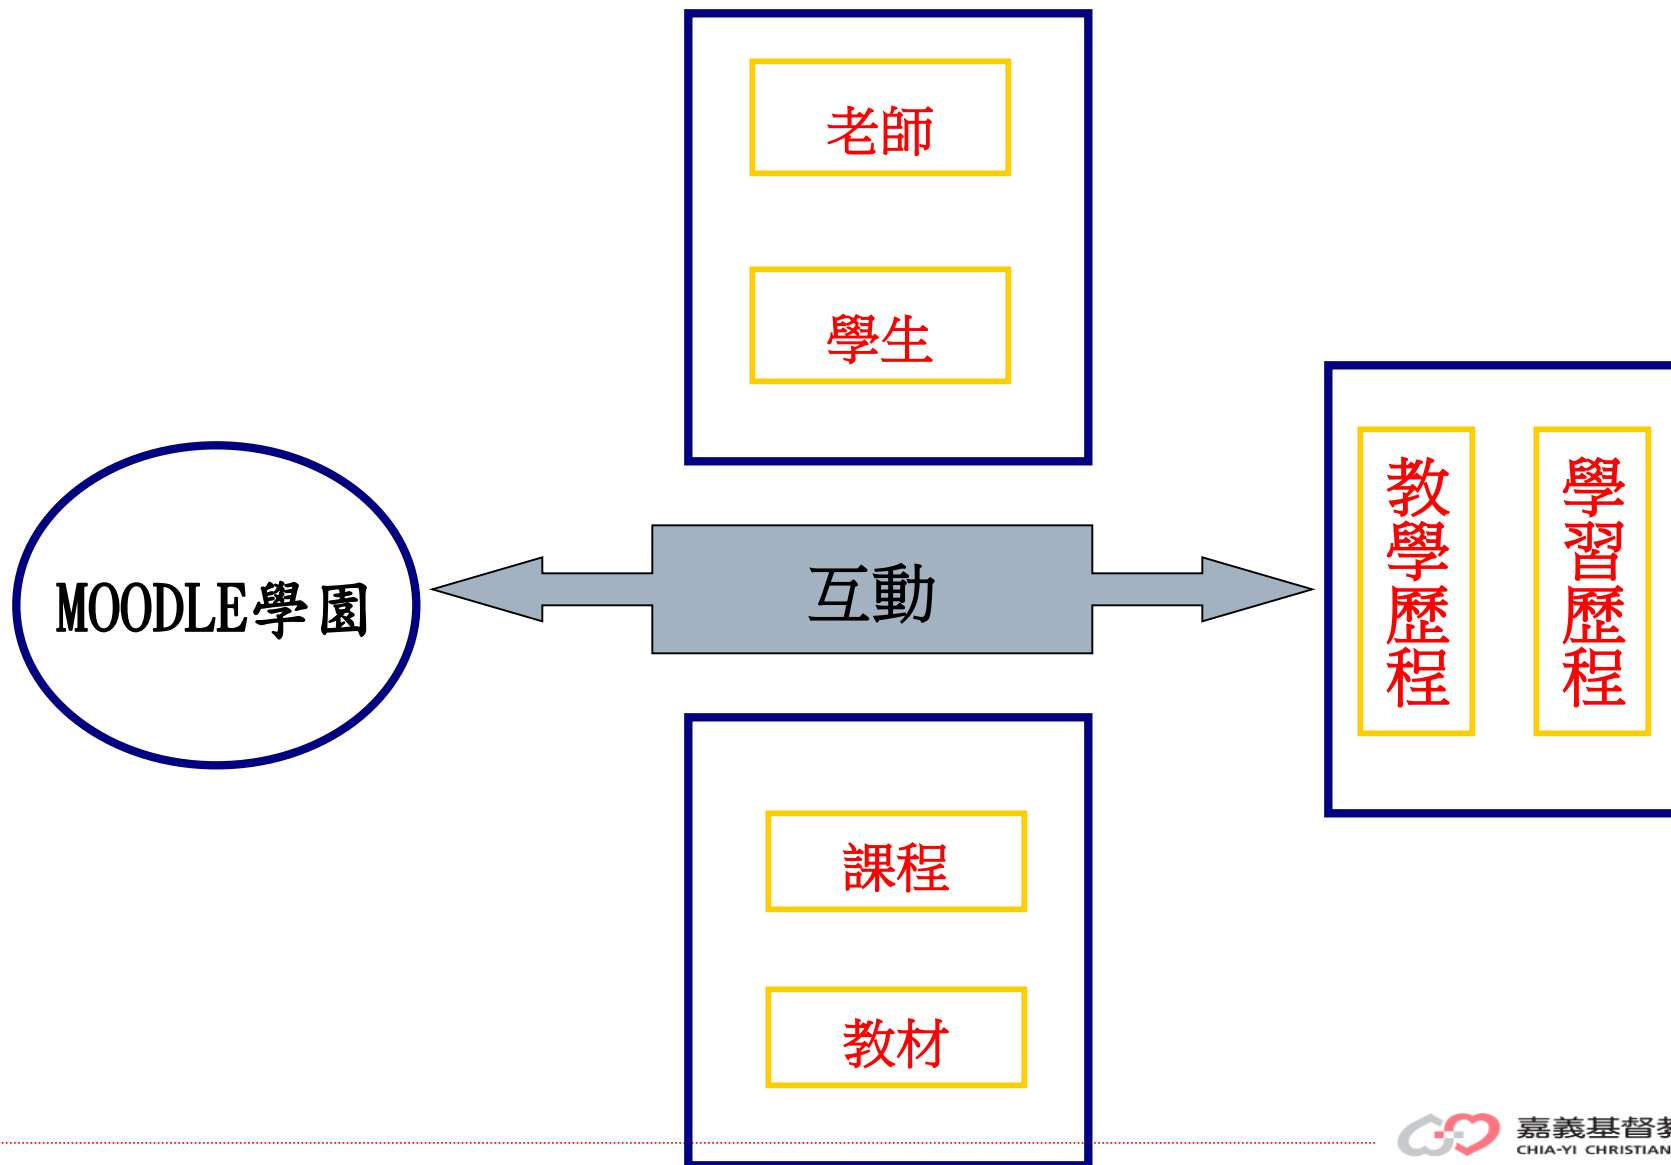 老師
學生
MOODLE學園
互動
教學歷程
學習歷程
課程
教材
嘉義基督教
CHIA-YI CHRISTIAN